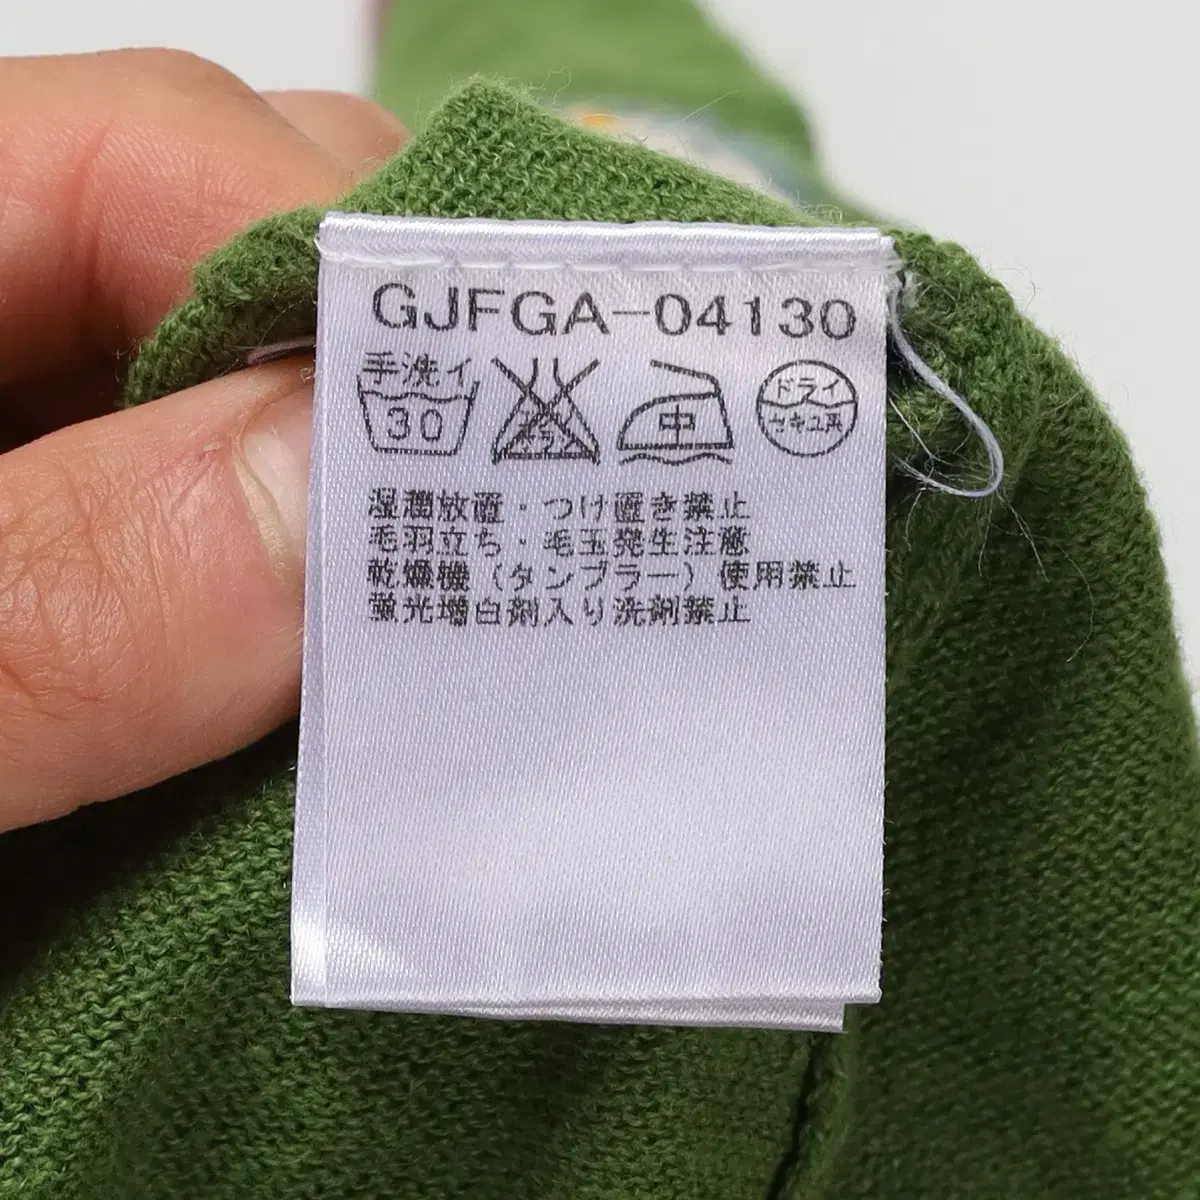 GJFGA-04130
手洗イ
30
エンソ
サラシ
中
ドライ
セキユ系
湿潤放置・つけ置き禁止
毛羽立ち・毛玉発生注意
乾燥機（タンブラー）使用禁止
蛍光増白剤入り洗剤禁止